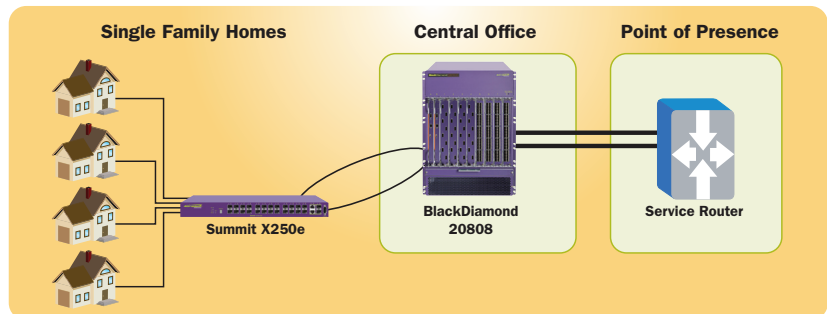 Single Family Homes
Central Office
Point of Presence
Summit X250e
BlackDiamond
20808
Service Router